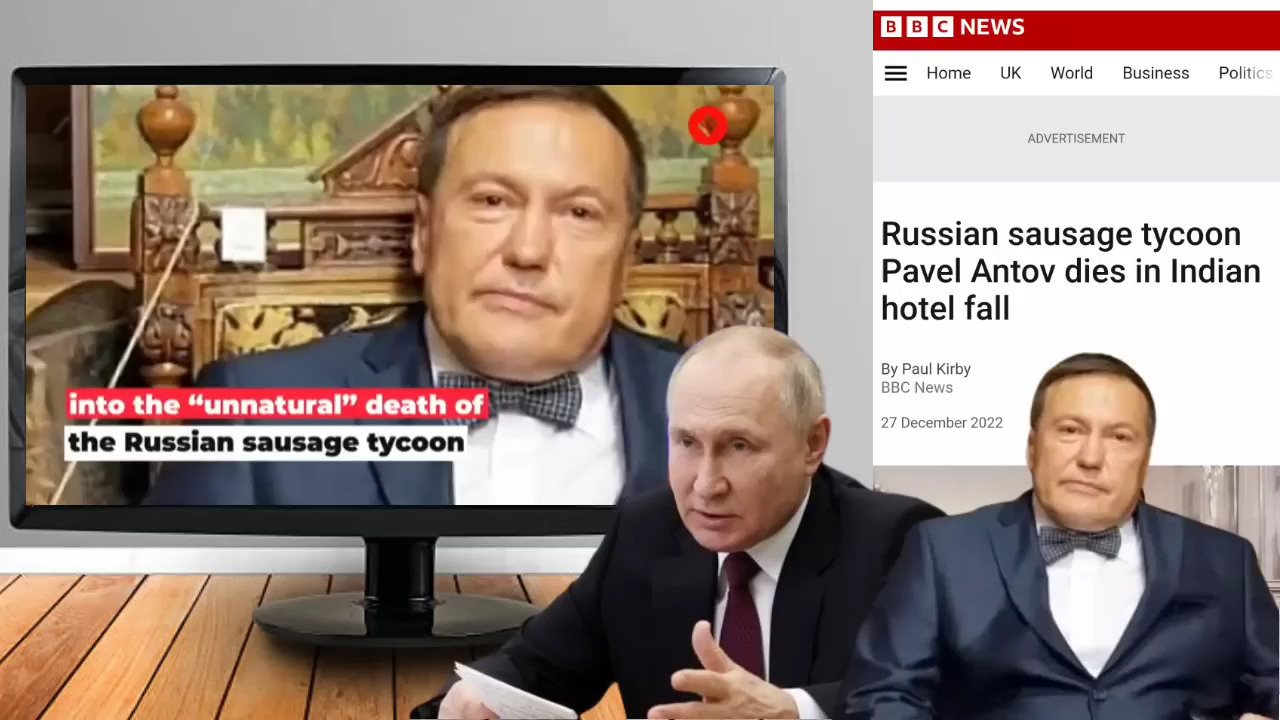 into the “unnatural” death of
the Russian sausage tycoon
BBC NEWS
Home UK World Business Politics
ADVERTISEMENT
Russian sausage tycoon
Pavel Antov dies in Indian
hotel fall
By Paul Kirby
BBC News
27 December 2022